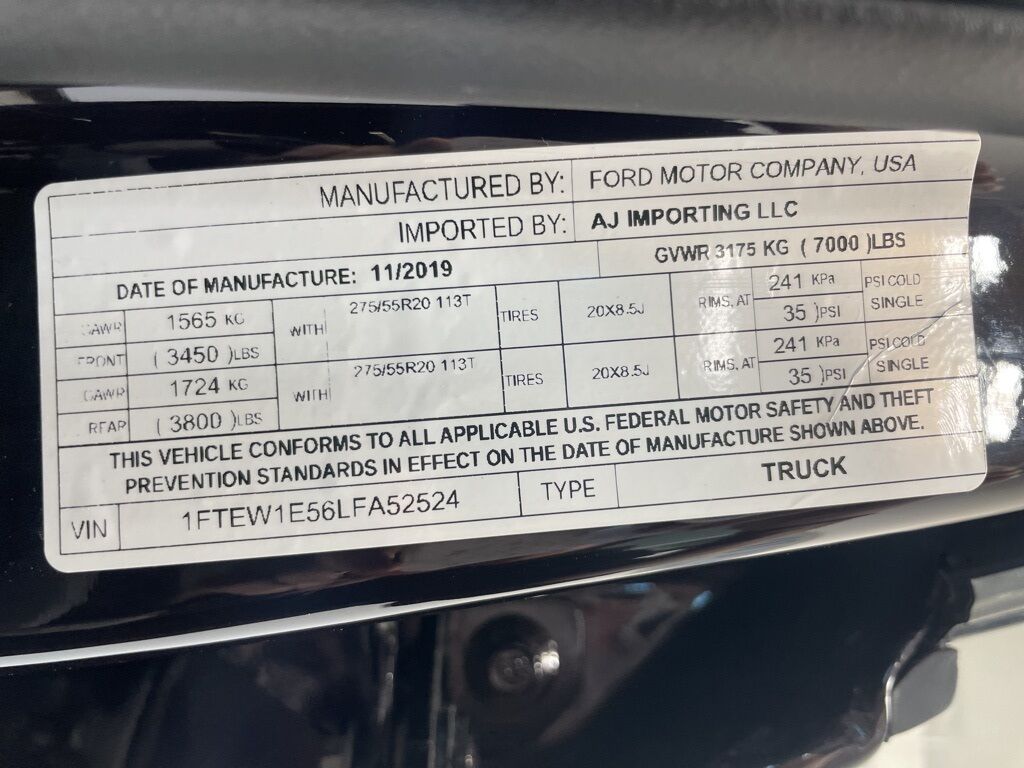 MANUFACTURED BY: FORD MOTOR COMPANY, USA
IMPORTED BY: AJ IMPORTING LLC
DATE OF MANUFACTURE: 11/2019 GVWR 3175 KG ( 7000 )LBS
GAWR 1565 KG WITH 275/55R20 113T TIRES 20X8.5J RIMS, AT 241 KPa PSI COLD
FRONT ( 3450 )LBS 35 )PSI SINGLE
GAWR 1724 KG WITH 275/55R20 113T TIRES 20X8.5J RIMS, AT 241 KPa PSI COLD
REAR ( 3800 )LBS 35 )PSI SINGLE
THIS VEHICLE CONFORMS TO ALL APPLICABLE U.S. FEDERAL MOTOR SAFETY AND THEFT
PREVENTION STANDARDS IN EFFECT ON THE DATE OF MANUFACTURE SHOWN ABOVE.
VIN 1FTEW1E56LFA52524 TYPE TRUCK